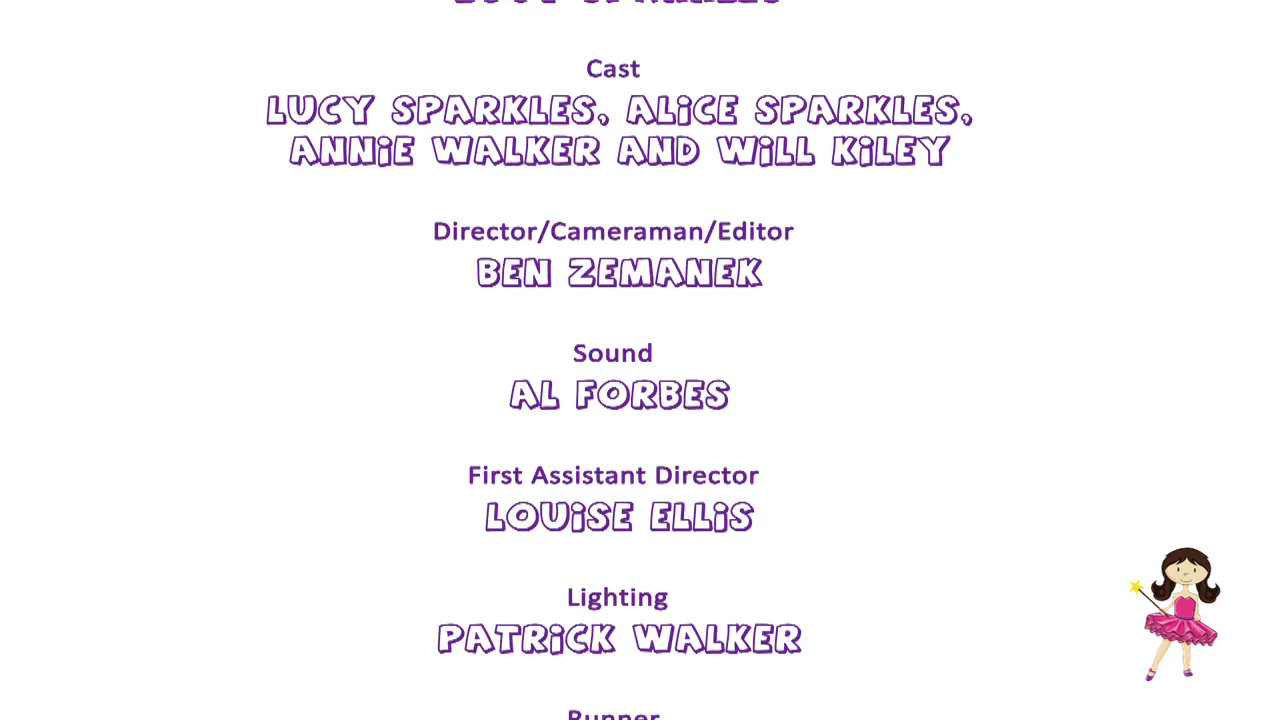 Cast
LUCY SPARKLES, ALiCE SPARKLES,
ANNiE WALKER AND WiLL KiLEY
Director/Cameraman/Editor
BEN ZEMANEK
Sound
AL FORBES
First Assistant Director
LOUiSE ELLiS
Lighting
PATRiCK WALKER
Runner